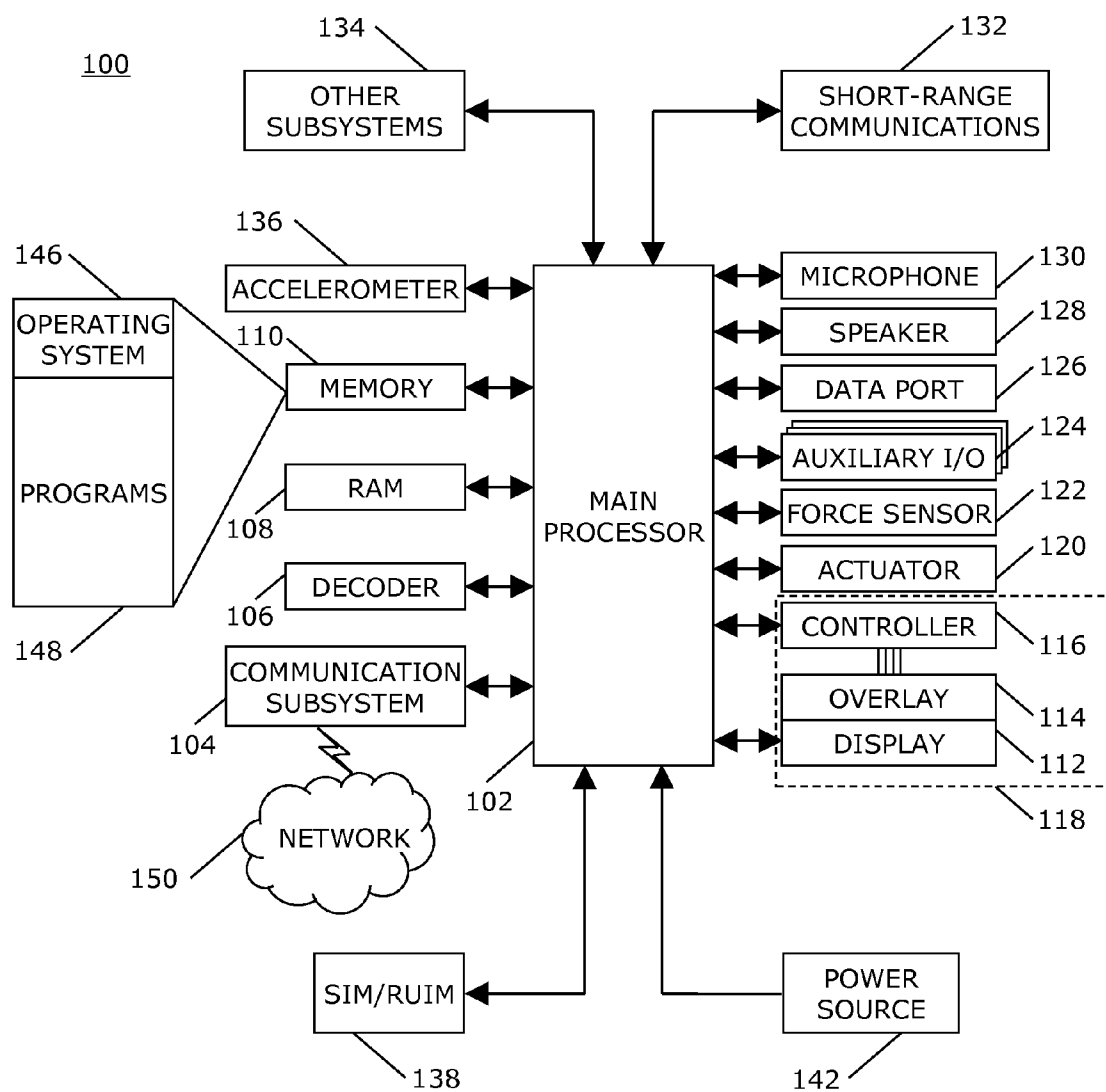 134
132
100
OTHER
SUBSYSTEMS
SHORT-RANGE
COMMUNICATIONS
136
146
ACCELEROMETER
MICROPHONE
130
OPERATING
SYSTEM
110
SPEAKER
128
MEMORY
DATA PORT
126
AUXILIARY I/O
124
PROGRAMS
RAM
108
MAIN
PROCESSOR
FORCE SENSOR
122
ACTUATOR
120
DECODER
106
CONTROLLER
116
148
COMMUNICATION
SUBSYSTEM
104
OVERLAY
114
DISPLAY
112
102
118
NETWORK
150
SIM/RUIM
138
POWER
SOURCE
142